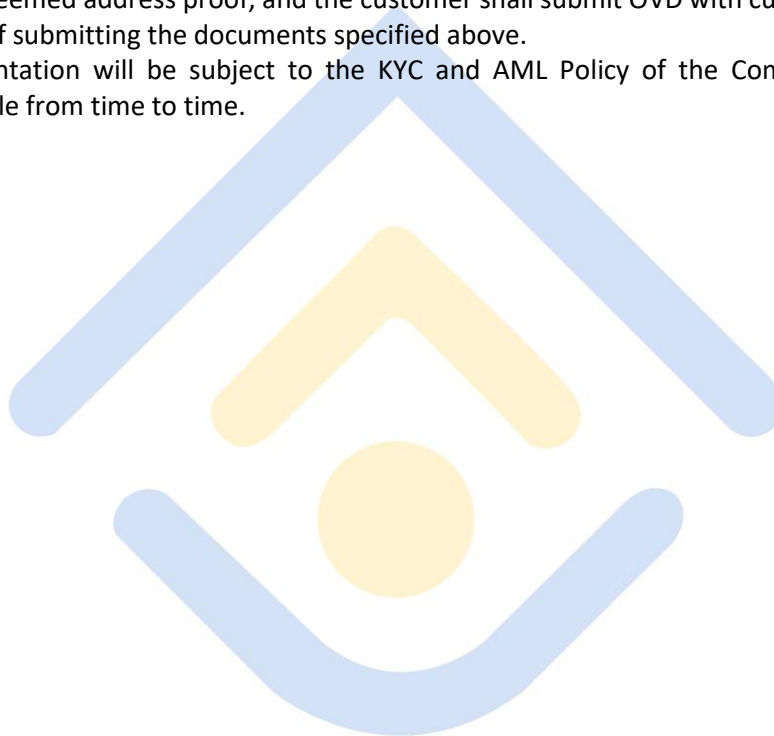 eemed address proof, and the customer shall submit OVD with cu
f submitting the documents specified above.
ntation will be subject to the KYC and AML Policy of the Com
le from time to time.